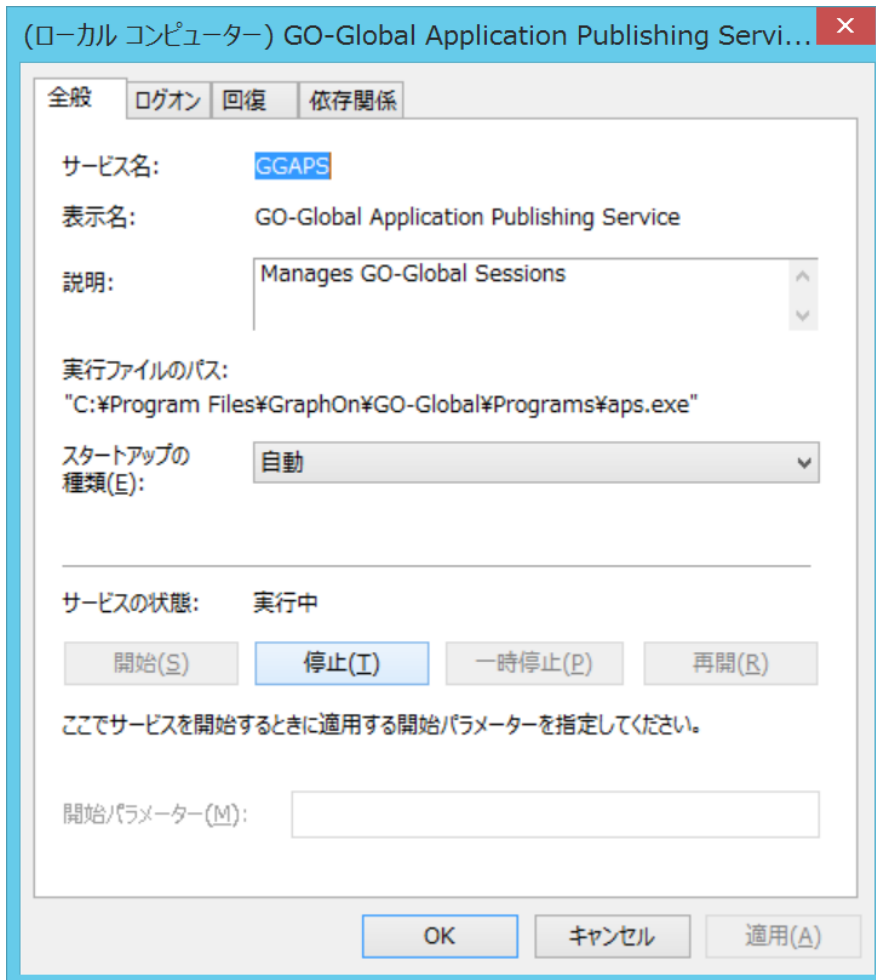 (ローカル コンピューター) GO-Global Application Publishing Servi...
全般 ログオン 回復 依存関係
サービス名: GGAPS
表示名: GO-Global Application Publishing Service
説明: Manages GO-Global Sessions
実行ファイルのパス:
"C:¥Program Files¥GraphOn¥GO-Global¥Programs¥aps.exe"
スタートアップの
種類(E): 自動
サービスの状態: 実行中
開始(S) 停止(T) 一時停止(P) 再開(R)
ここでサービスを開始するときに適用する開始パラメーターを指定してください。
開始パラメーター(M):
OK キャンセル 適用(A)